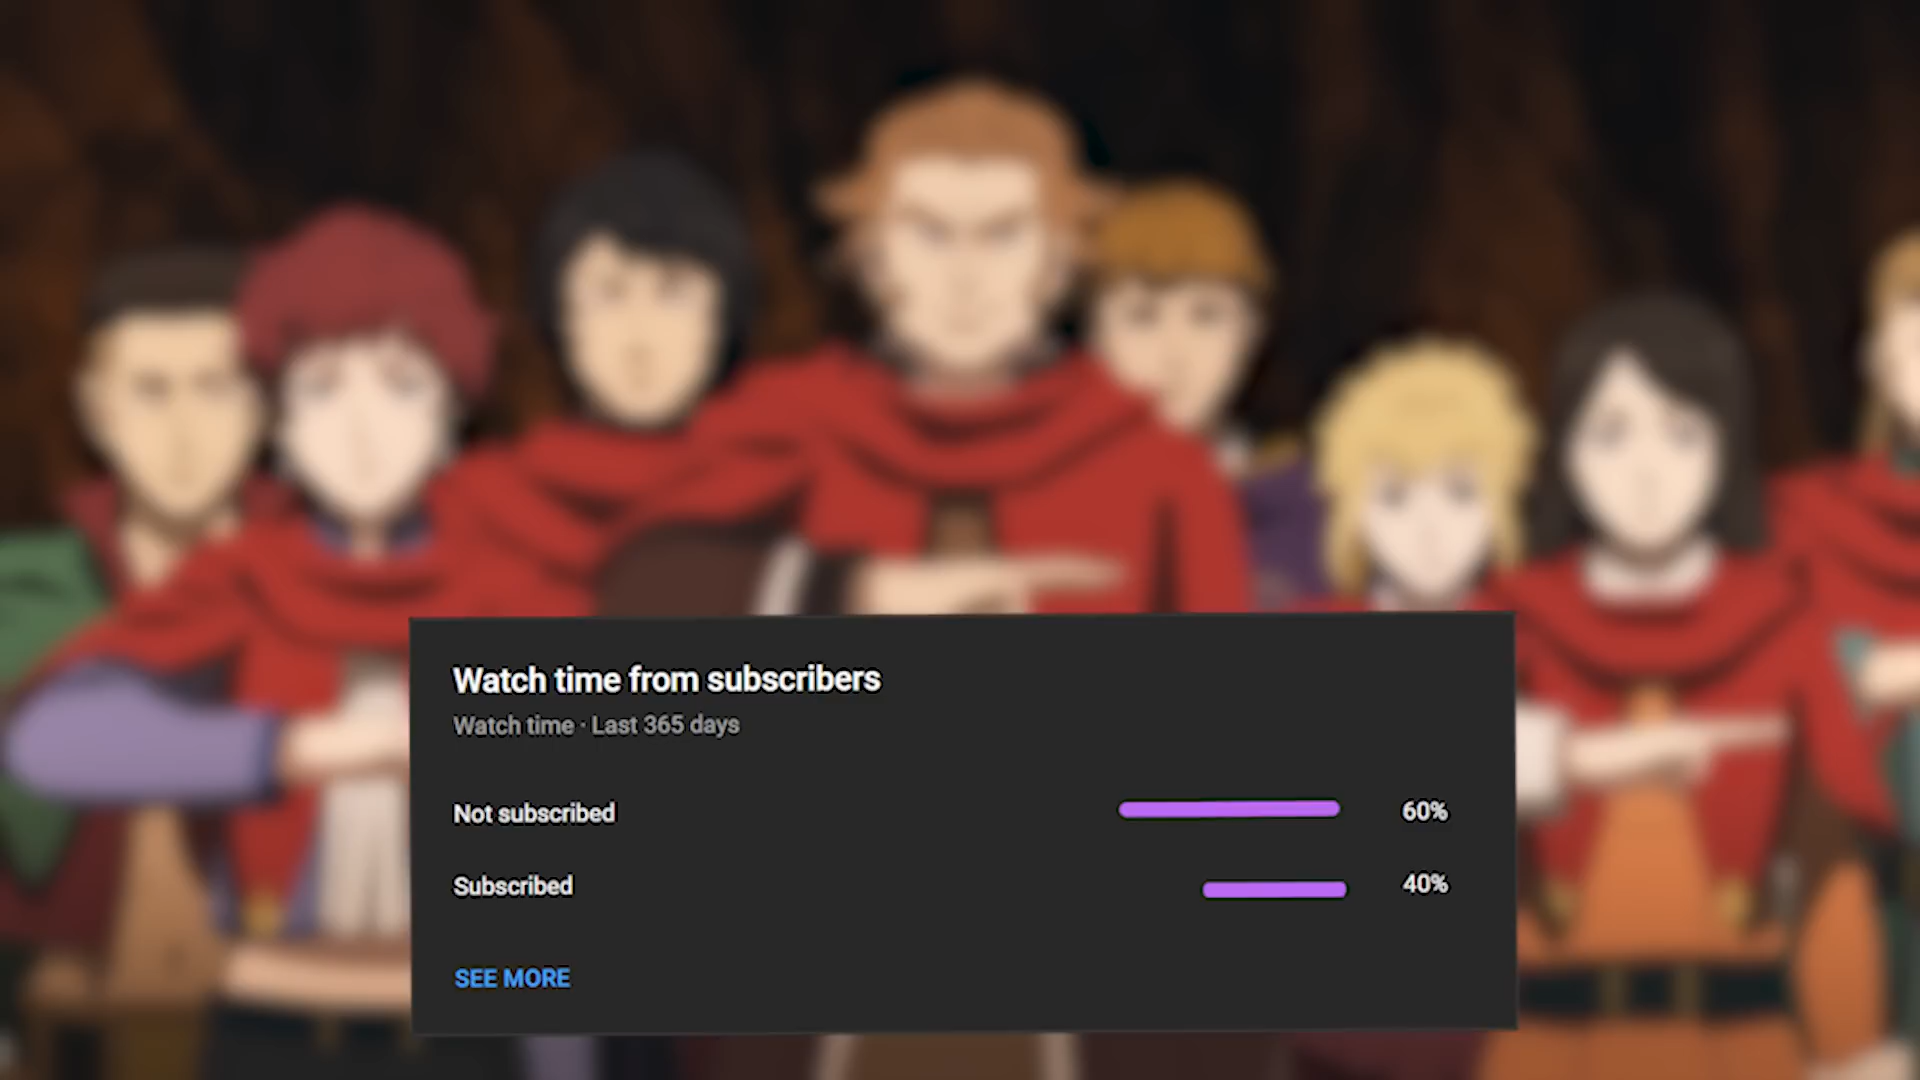 Watch time from subscribers
Watch time · Last 365 days
Not subscribed 60%
Subscribed 40%
SEE MORE